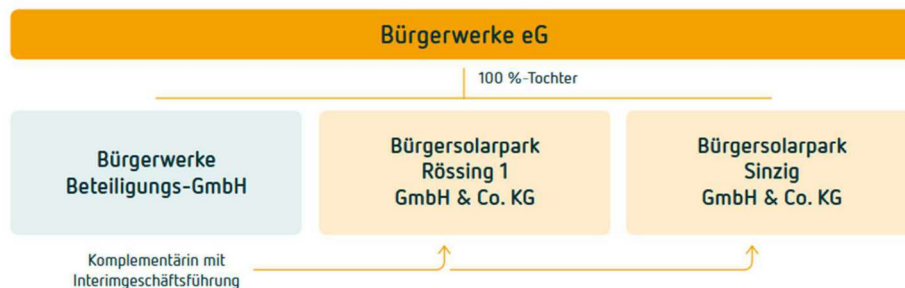 Bürgerwerke eG
100 %-Tochter
Bürgerwerke
Beteiligungs-GmbH
Bürgersolarpark
Rössing 1
GmbH & Co. KG
Bürgersolarpark
Sinzig
GmbH & Co. KG
Komplementärin mit
Interimgeschäftsführung